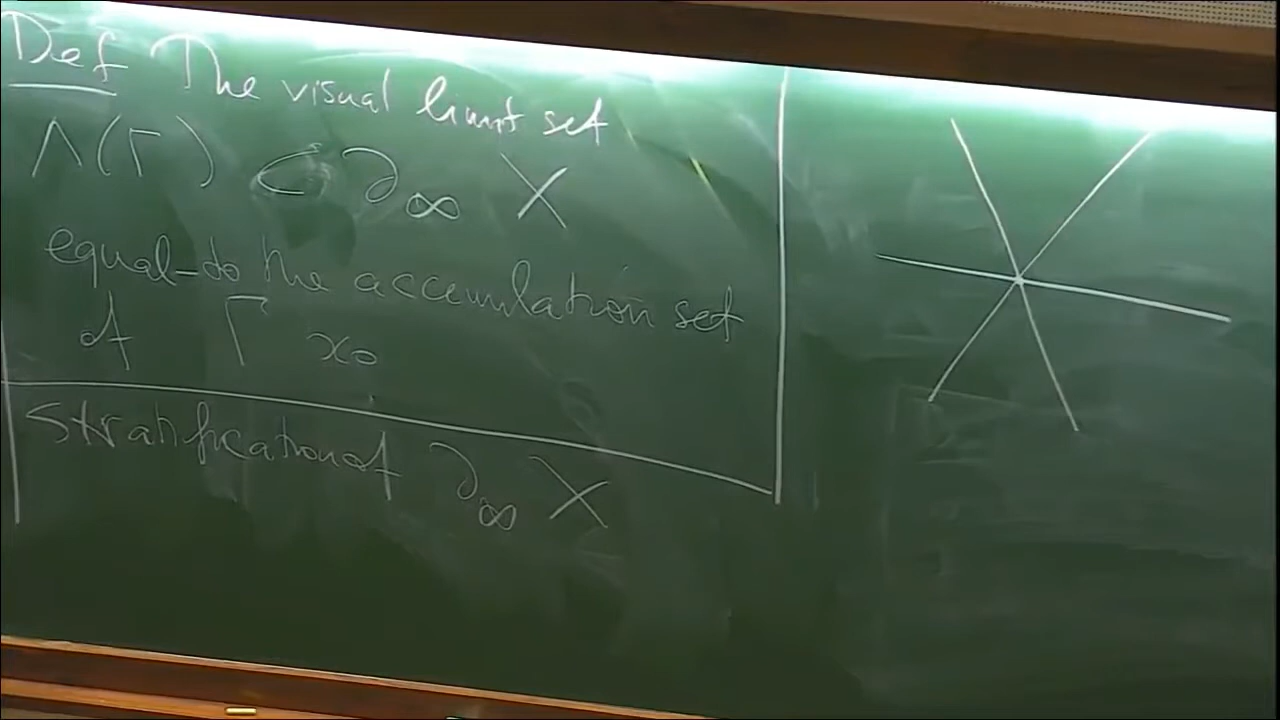 Def The visual limit set
Λ(Γ) ⊂ ∂∞ X
equal to the accumulation set
of Γ x₀
Stratification of ∂∞ X